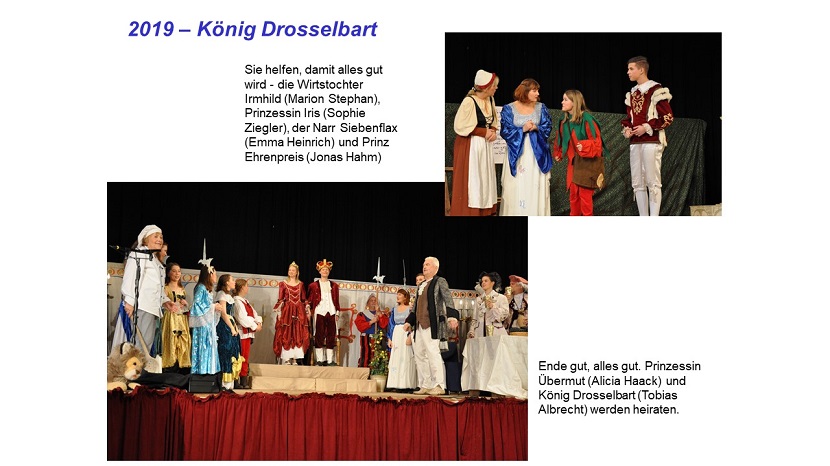 2019 – König Drosselbart
Sie helfen, damit alles gut
wird - die Wirtstochter
Irmhild (Marion Stephan),
Prinzessin Iris (Sophie
Ziegler), der Narr Siebenflax
(Emma Heinrich) und Prinz
Ehrenpreis (Jonas Hahm)
Ende gut, alles gut. Prinzessin
Übermut (Alicia Haack) und
König Drosselbart (Tobias
Albrecht) werden heiraten.